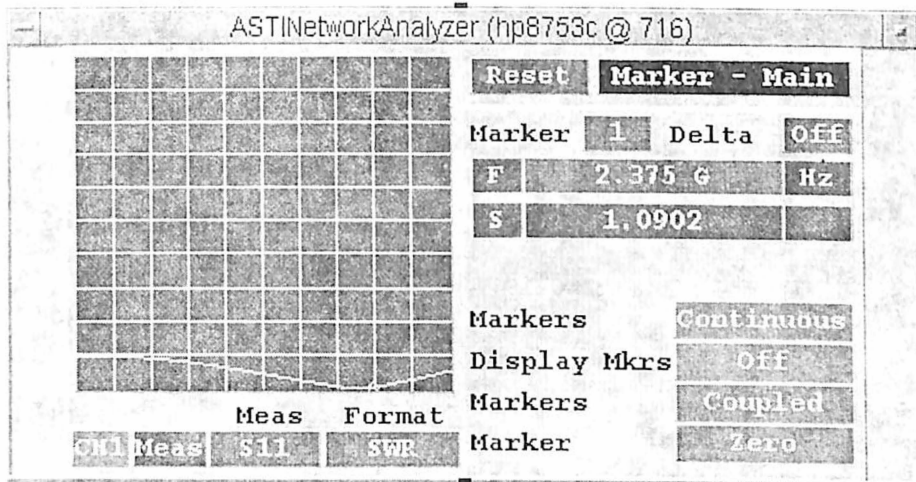 ASTINetworkAnalyzer (hp8753c @ 716)
Reset Marker - Main
Marker 1 Delta Off
F 2.375 G Hz
S 1.0902
Markers Continuous
Display Mkrs Off
Markers Coupled
Marker Zero
Meas Format
CH1 Meas S11 SWR